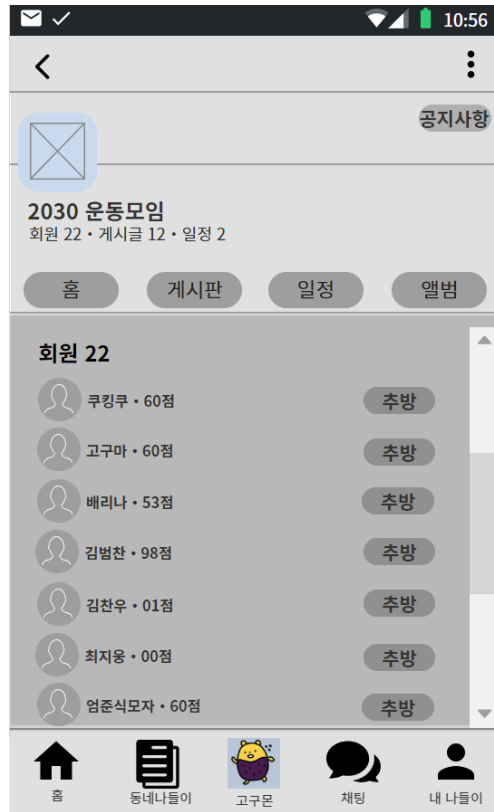 10:56
공지사항
2030 운동모임
회원 22 • 게시글 12 • 일정 2
홈 게시판 일정 앨범
회원 22
쿠킹쿠 • 60점 추방
고구마 • 60점 추방
배리나 • 53점 추방
김범찬 • 98점 추방
김찬우 • 01점 추방
최지웅 • 00점 추방
엄준식모자 • 60점 추방
홈 동네나들이 고구몬 채팅 내 나들이